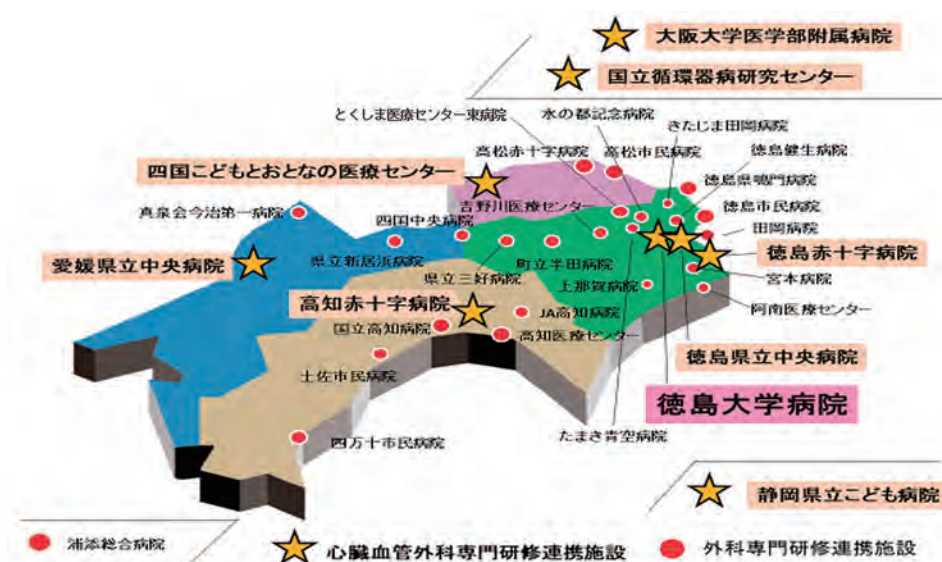 大阪大学医学部附属病院
国立循環器病研究センター
とくしま医療センター東病院
水の都記念病院
きたじま田岡病院
高松赤十字病院
高松市民病院
徳島健生病院
四国こどもとおとなの医療センター
徳島県鳴門病院
吉野川医療センター
真泉会今治第一病院
四国中央病院
徳島市民病院
田岡病院
愛媛県立中央病院
県立新居浜病院
県立三好病院
町立半田病院
徳島赤十字病院
宮本病院
上那賀病院
高知赤十字病院
JA高知病院
阿南医療センター
国立高知病院
高知医療センター
徳島県立中央病院
土佐市民病院
徳島大学病院
たまき青空病院
四万十市民病院
静岡県立こども病院
浦添総合病院
心臓血管外科専門研修連携施設
外科専門研修連携施設